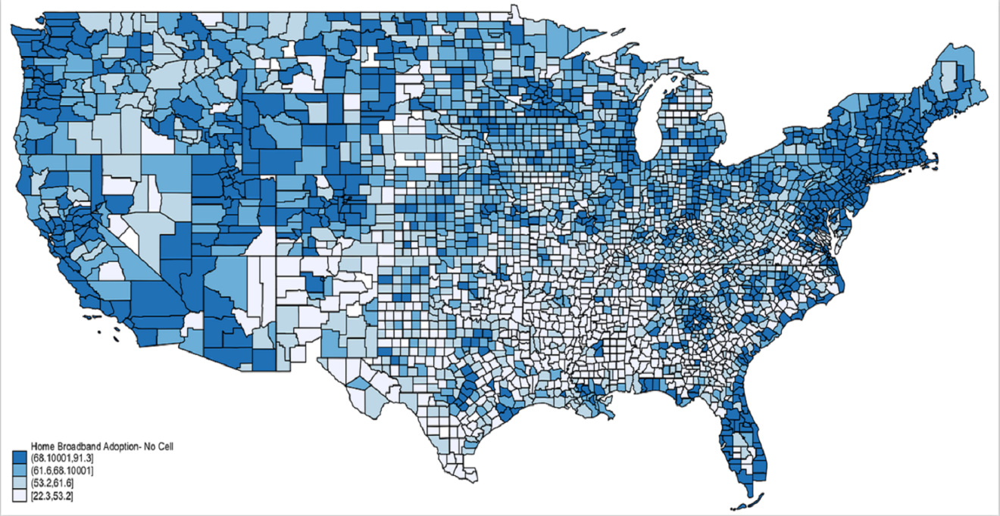 Home Broadband Adoption- No Cell
(68.10001,91.3]
(61.6,68.10001]
(53.2,61.6]
[22.3,53.2]